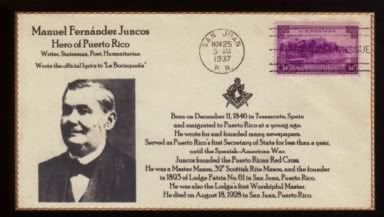 Manuel Fernández Juncos
Hero of Puerto Rico
Writer, Statesman, Poet, Humanitarian
Wrote the official lyrics to "La Borinqueña"
SAN JUAN
NOV 25
3-AM
1937
P.R.
Born on December 11, 1846 in Tresmonte, Spain
and emigrated to Puerto Rico at a young age.
He wrote for and founded many newspapers.
Served as Puerto Rico's first Secretary of State for less than a year,
until the Spanish-American War.
Juncos founded the Puerto Rican Red Cross.
He was a Master Mason, 32° Scottish Rite Mason, and the founder
in 1893 of Lodge Patria No. 61 in San Juan, Puerto Rico.
He was also the Lodge's first Worshipful Master.
He died on August 18, 1928 in San Juan, Puerto Rico.